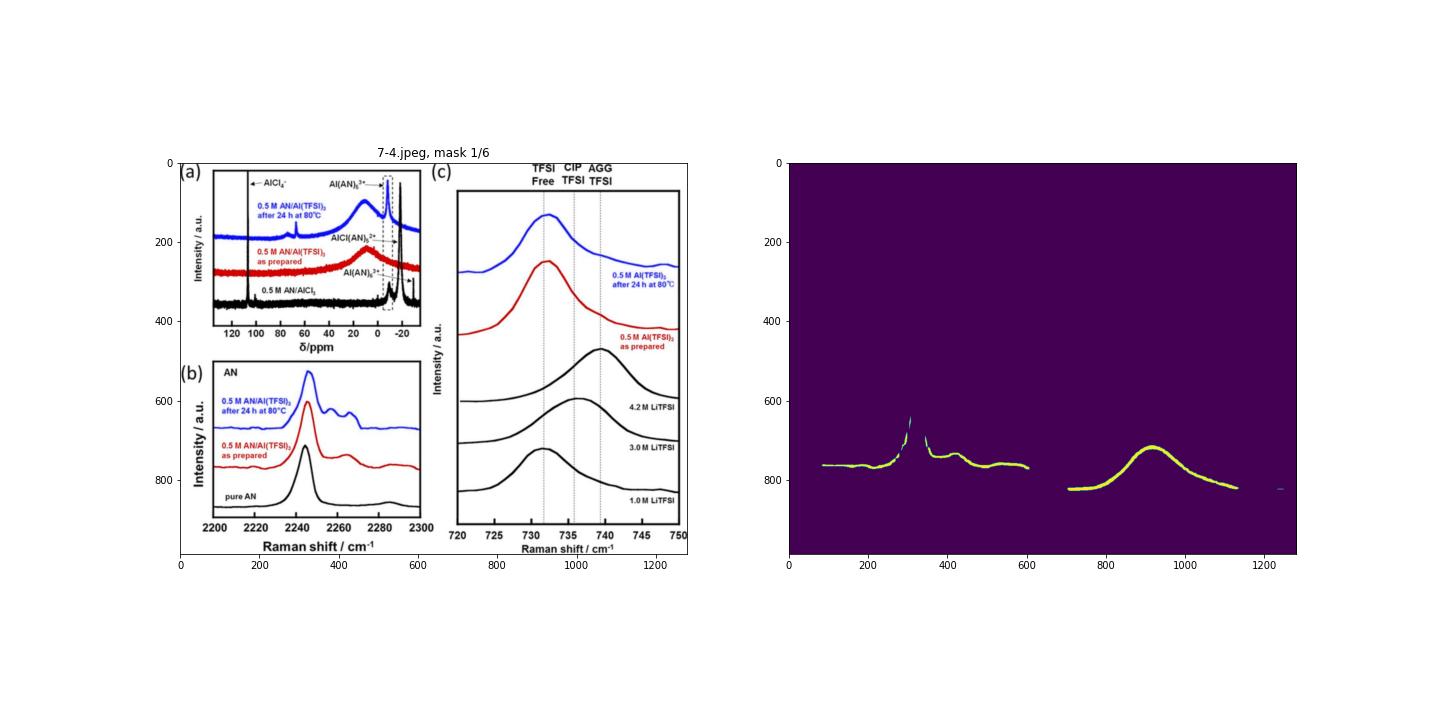 7-4.jpeg, mask 1/6
0
200
400
600
800
0
200
400
600
800
1000
1200
(a)
AlCl₄⁻
Al(AN)₆³⁺
0.5 M AN/Al(TFSI)₃
after 24 h at 80°C
AlCl(AN)₅²⁺
0.5 M AN/Al(TFSI)₃
as prepared
Al(AN)₆³⁺
0.5 M AN/AlCl₃
Intensity / a.u.
120 100 80 60 40 20 0 -20
δ/ppm
(b)
AN
0.5 M AN/Al(TFSI)₃
after 24 h at 80°C
0.5 M AN/Al(TFSI)₃
as prepared
pure AN
Intensity / a.u.
2200 2220 2240 2260 2280 2300
Raman shift / cm⁻¹
(c)
TFSI CIP AGG
Free TFSI TFSI
0.5 M Al(TFSI)₃
after 24 h at 80°C
0.5 M Al(TFSI)₃
as prepared
4.2 M LiTFSI
3.0 M LiTFSI
1.0 M LiTFSI
Intensity / a.u.
720 725 730 735 740 745 750
Raman shift / cm⁻¹
0
200
400
600
800
0
200
400
600
800
1000
1200